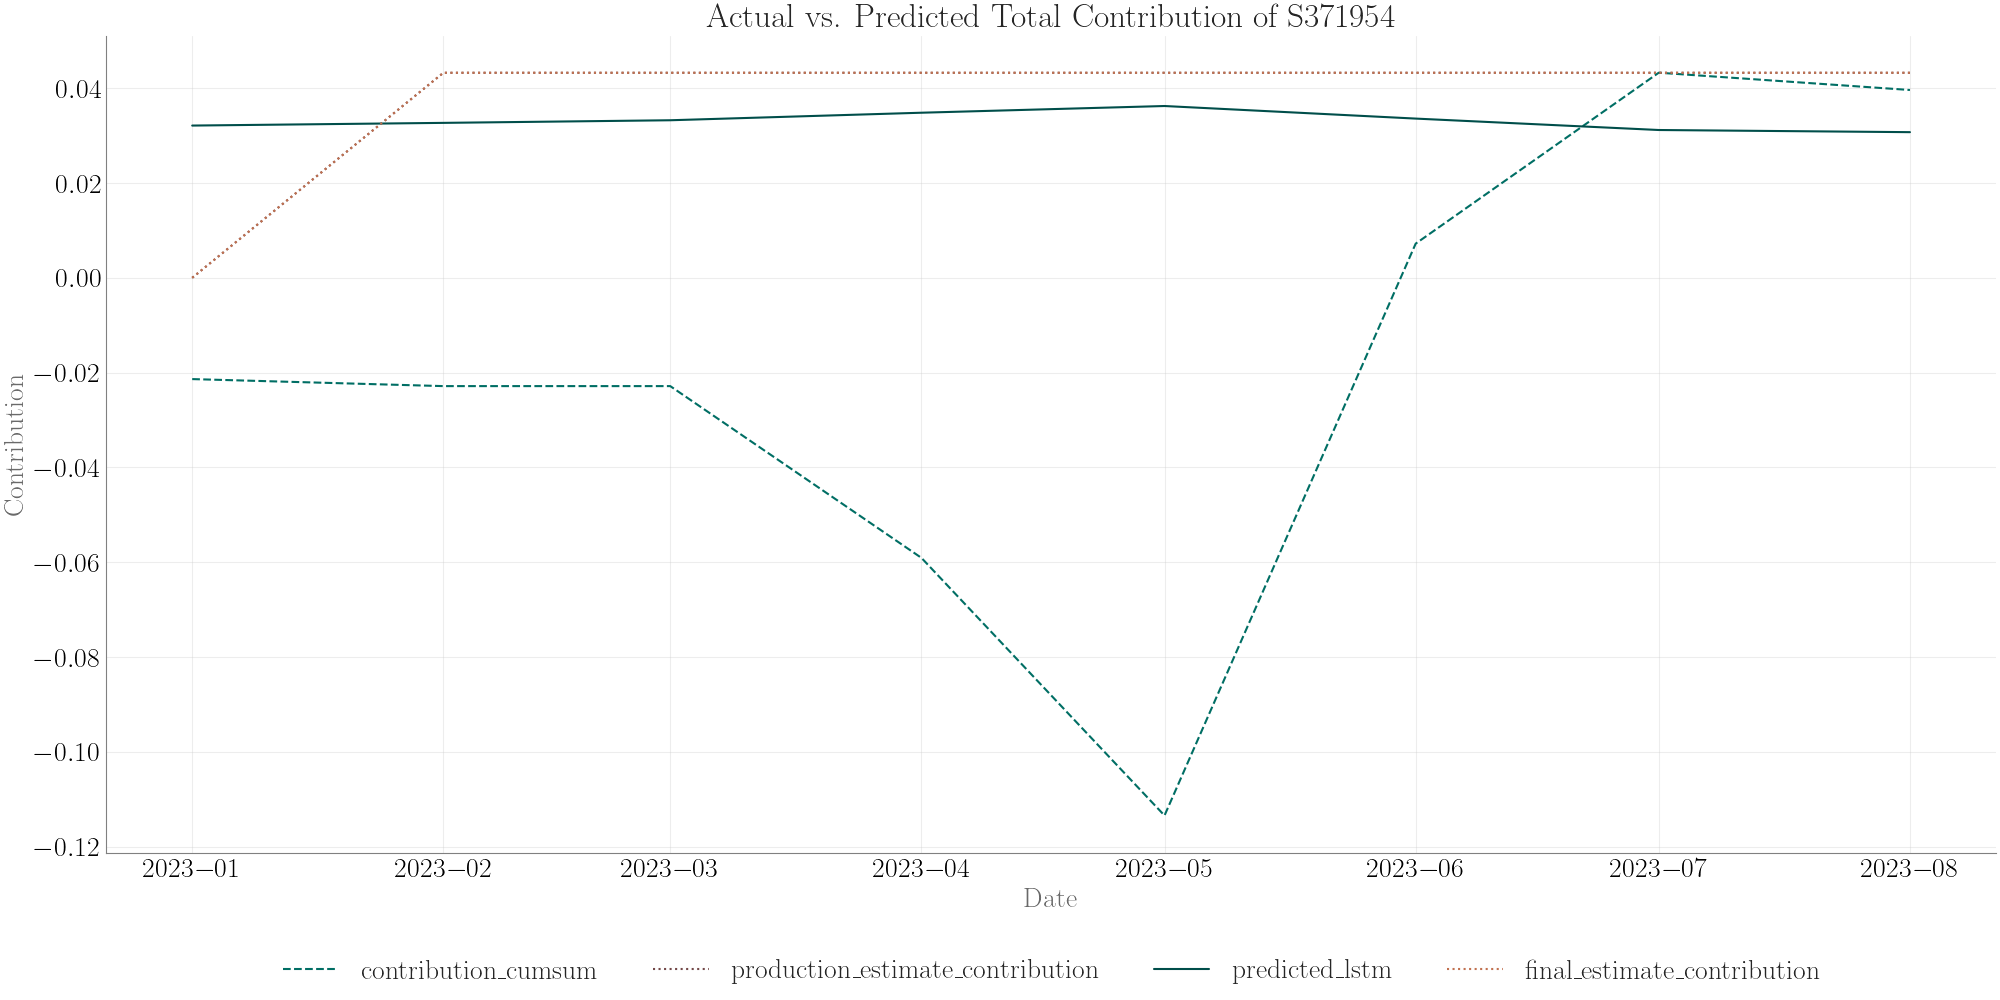 Actual vs. Predicted Total Contribution of S371954
0.04
0.02
0.00
−0.02
−0.04
−0.06
−0.08
−0.10
−0.12
Contribution
2023−01 2023−02 2023−03 2023−04 2023−05 2023−06 2023−07 2023−08
Date
contribution_cumsum production_estimate_contribution predicted_lstm final_estimate_contribution